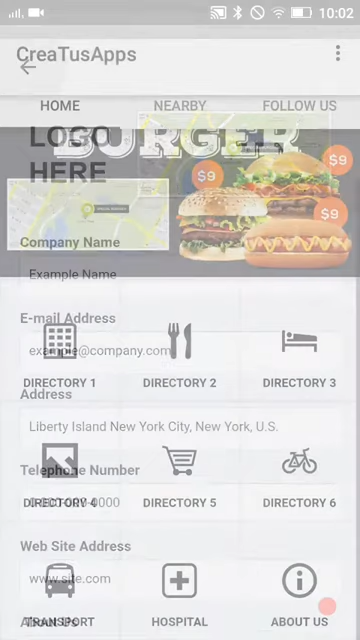 10:02
CreaTusApps
HOME NEARBY FOLLOW US
LOGO
HERE
BURGER
$9
$9
$9
Company Name
Example Name
E-mail Address
example@company.com
DIRECTORY 1 DIRECTORY 2 DIRECTORY 3
Address
Liberty Island New York City, New York, U.S.
Telephone Number
DIRECTORY 4 DIRECTORY 5 DIRECTORY 6
Web Site Address
www.site.com
TRANSPORT HOSPITAL ABOUT US